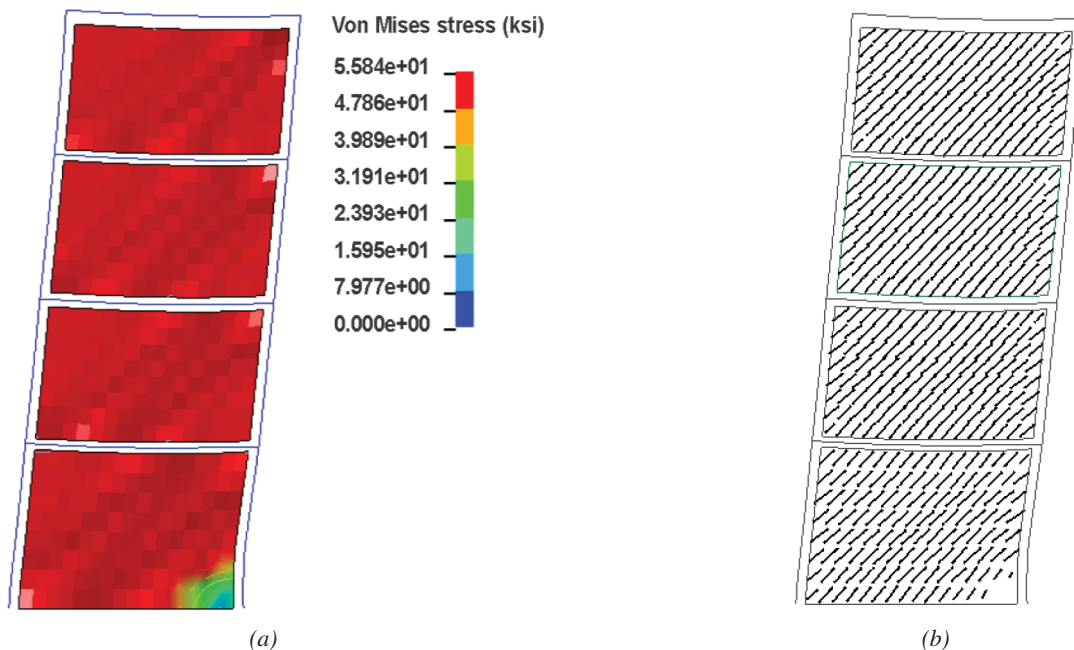 Von Mises stress (ksi)
5.584e+01
4.786e+01
3.989e+01
3.191e+01
2.393e+01
1.595e+01
7.977e+00
0.000e+00
(a)
(b)